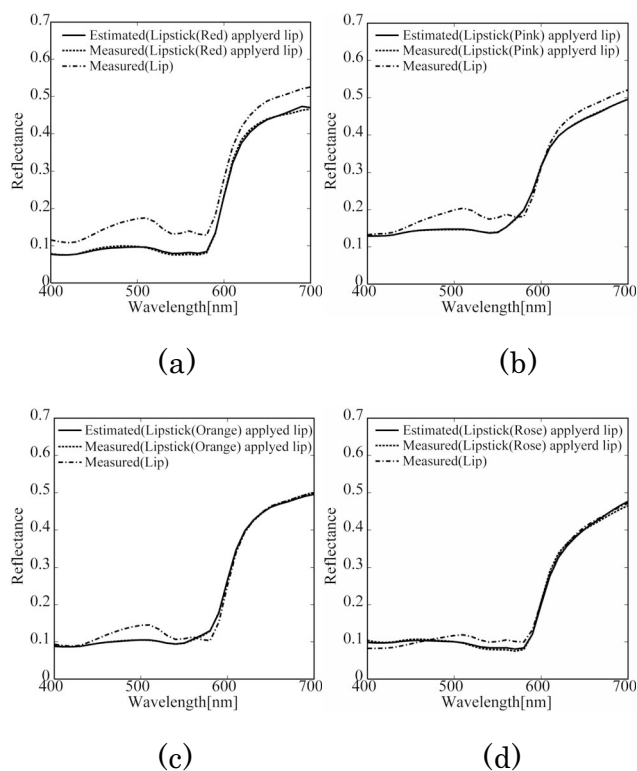 Estimated(Lipstick(Red) applyerd lip)
Measured(Lipstick(Red) applyerd lip)
Measured(Lip)
0.7
0.6
0.5
0.4
0.3
0.2
0.1
0
Reflectance
400 500 600 700
Wavelength[nm]
(a)
Estimated(Lipstick(Pink) applyerd lip)
Measured(Lipstick(Pink) applyerd lip)
Measured(Lip)
0.7
0.6
0.5
0.4
0.3
0.2
0.1
0
Reflectance
400 500 600 700
Wavelength[nm]
(b)
Estimated(Lipstick(Orange) applyed lip)
Measured(Lipstick(Orange) applyed lip)
Measured(Lip)
0.7
0.6
0.5
0.4
0.3
0.2
0.1
0
Reflectance
400 500 600 700
Wavelength[nm]
(c)
Estimated(Lipstick(Rose) applyerd lip)
Measured(Lipstick(Rose) applyerd lip)
Measured(Lip)
0.7
0.6
0.5
0.4
0.3
0.2
0.1
0
Reflectance
400 500 600 700
Wavelength[nm]
(d)